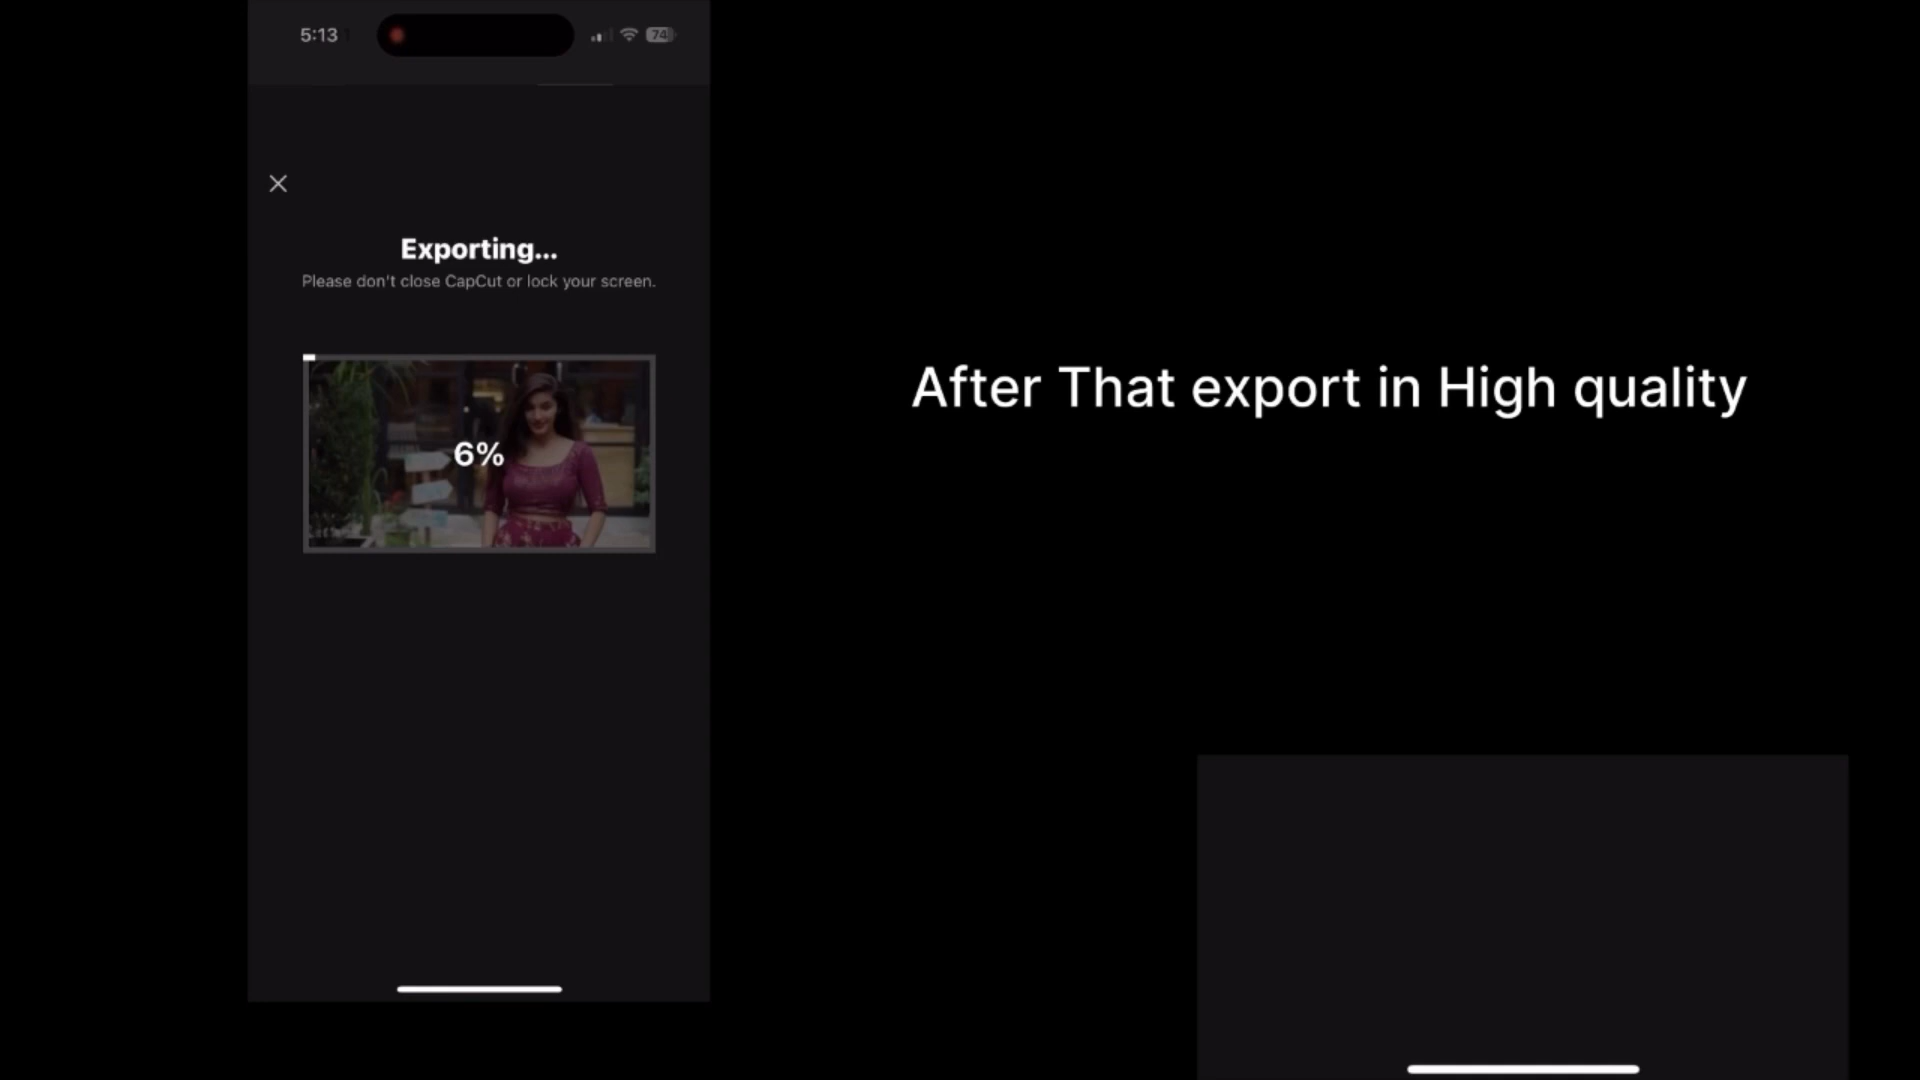 5:13
74
Exporting...
Please don't close CapCut or lock your screen.
6%
After That export in High quality